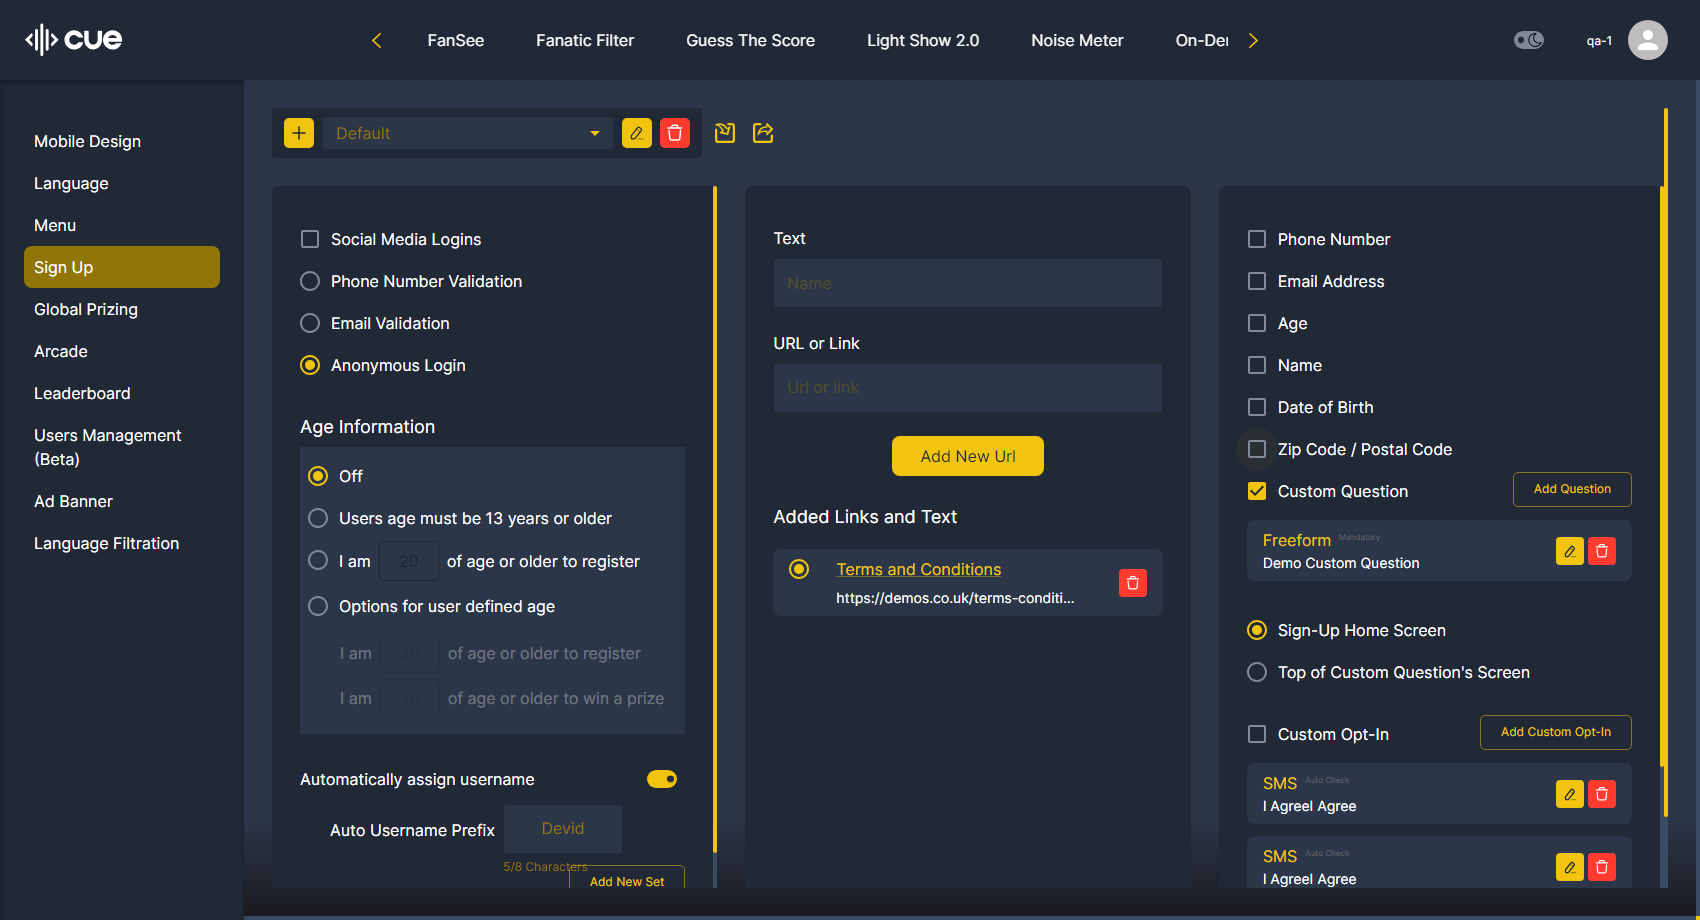 cue
FanSee
Fanatic Filter
Guess The Score
Light Show 2.0
Noise Meter
On-De
qa-1
Mobile Design
Language
Menu
Sign Up
Global Prizing
Arcade
Leaderboard
Users Management
(Beta)
Ad Banner
Language Filtration
Default
Social Media Logins
Phone Number Validation
Email Validation
Anonymous Login
Age Information
Off
Users age must be 13 years or older
I am 20 of age or older to register
Options for user defined age
I am 20 of age or older to register
I am 30 of age or older to win a prize
Automatically assign username
Auto Username Prefix Devid
5/8 Characters
Add New Set
Text
Name
URL or Link
Url or link
Add New Url
Added Links and Text
Terms and Conditions
https://demos.co.uk/terms-conditi...
Phone Number
Email Address
Age
Name
Date of Birth
Zip Code / Postal Code
Custom Question Add Question
Freeform Mandatory
Demo Custom Question
Sign-Up Home Screen
Top of Custom Question's Screen
Custom Opt-In Add Custom Opt-In
SMS Auto Check
I AgreeI Agree
SMS Auto Check
I AgreeI Agree